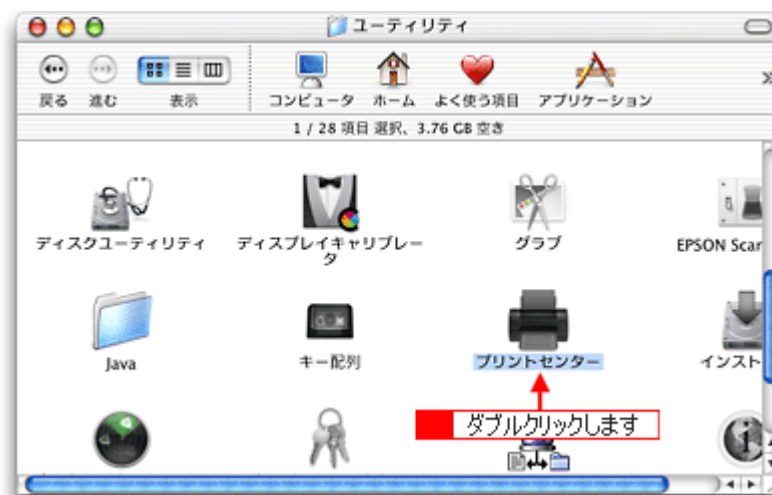 ユーティリティ
戻る 進む 表示 コンピュータ ホーム よく使う項目 アプリケーション
1 / 28 項目 選択、3.76 GB 空き
ディスクユーティリティ ディスプレイキャリブレー グラブ EPSON Scar
タ
Java キー配列 プリントセンター インスト
ダブルクリックします